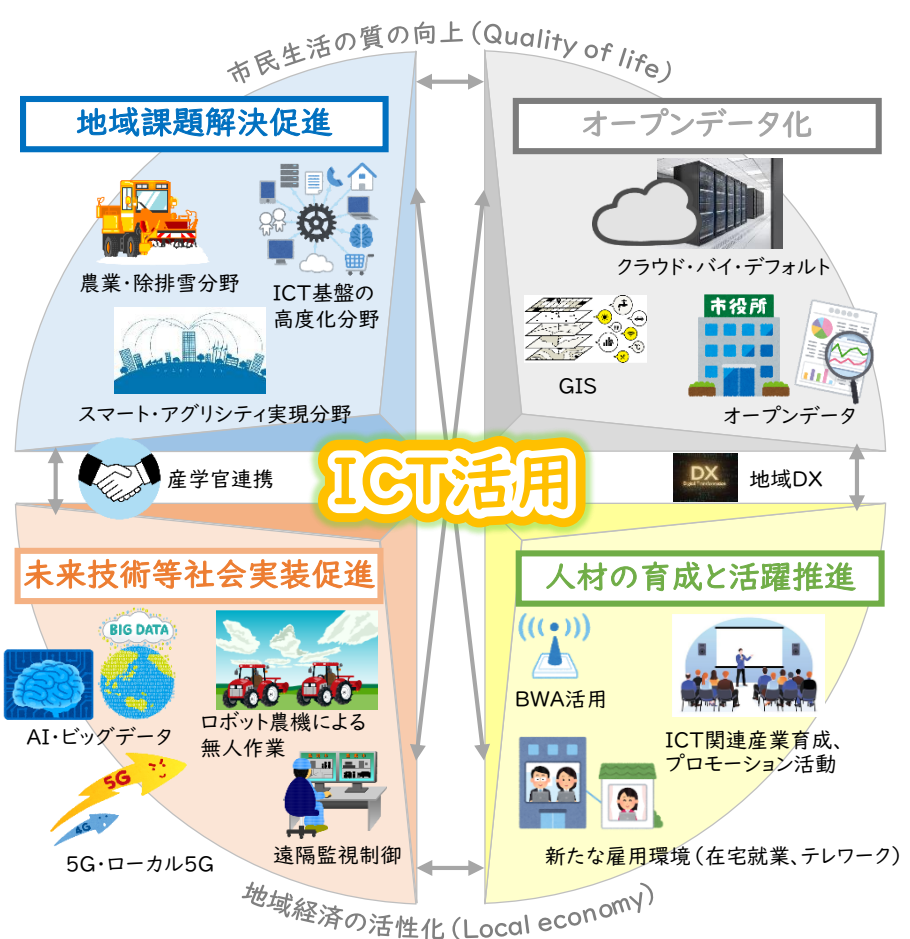 市民生活の質の向上(Quality of life)
地域課題解決促進
オープンデータ化
農業・除排雪分野
ICT基盤の
高度化分野
スマート・アグリシティ実現分野
クラウド・バイ・デフォルト
GIS
市役所
オープンデータ
産学官連携
ICT活用
DX
Digital Transformation
地域DX
未来技術等社会実装促進
人材の育成と活躍推進
BIG DATA
AI・ビッグデータ
ロボット農機による
無人作業
5G
4G
5G・ローカル5G
遠隔監視制御
BWA活用
ICT関連産業育成、
プロモーション活動
新たな雇用環境(在宅就業、テレワーク)
地域経済の活性化(Local economy)